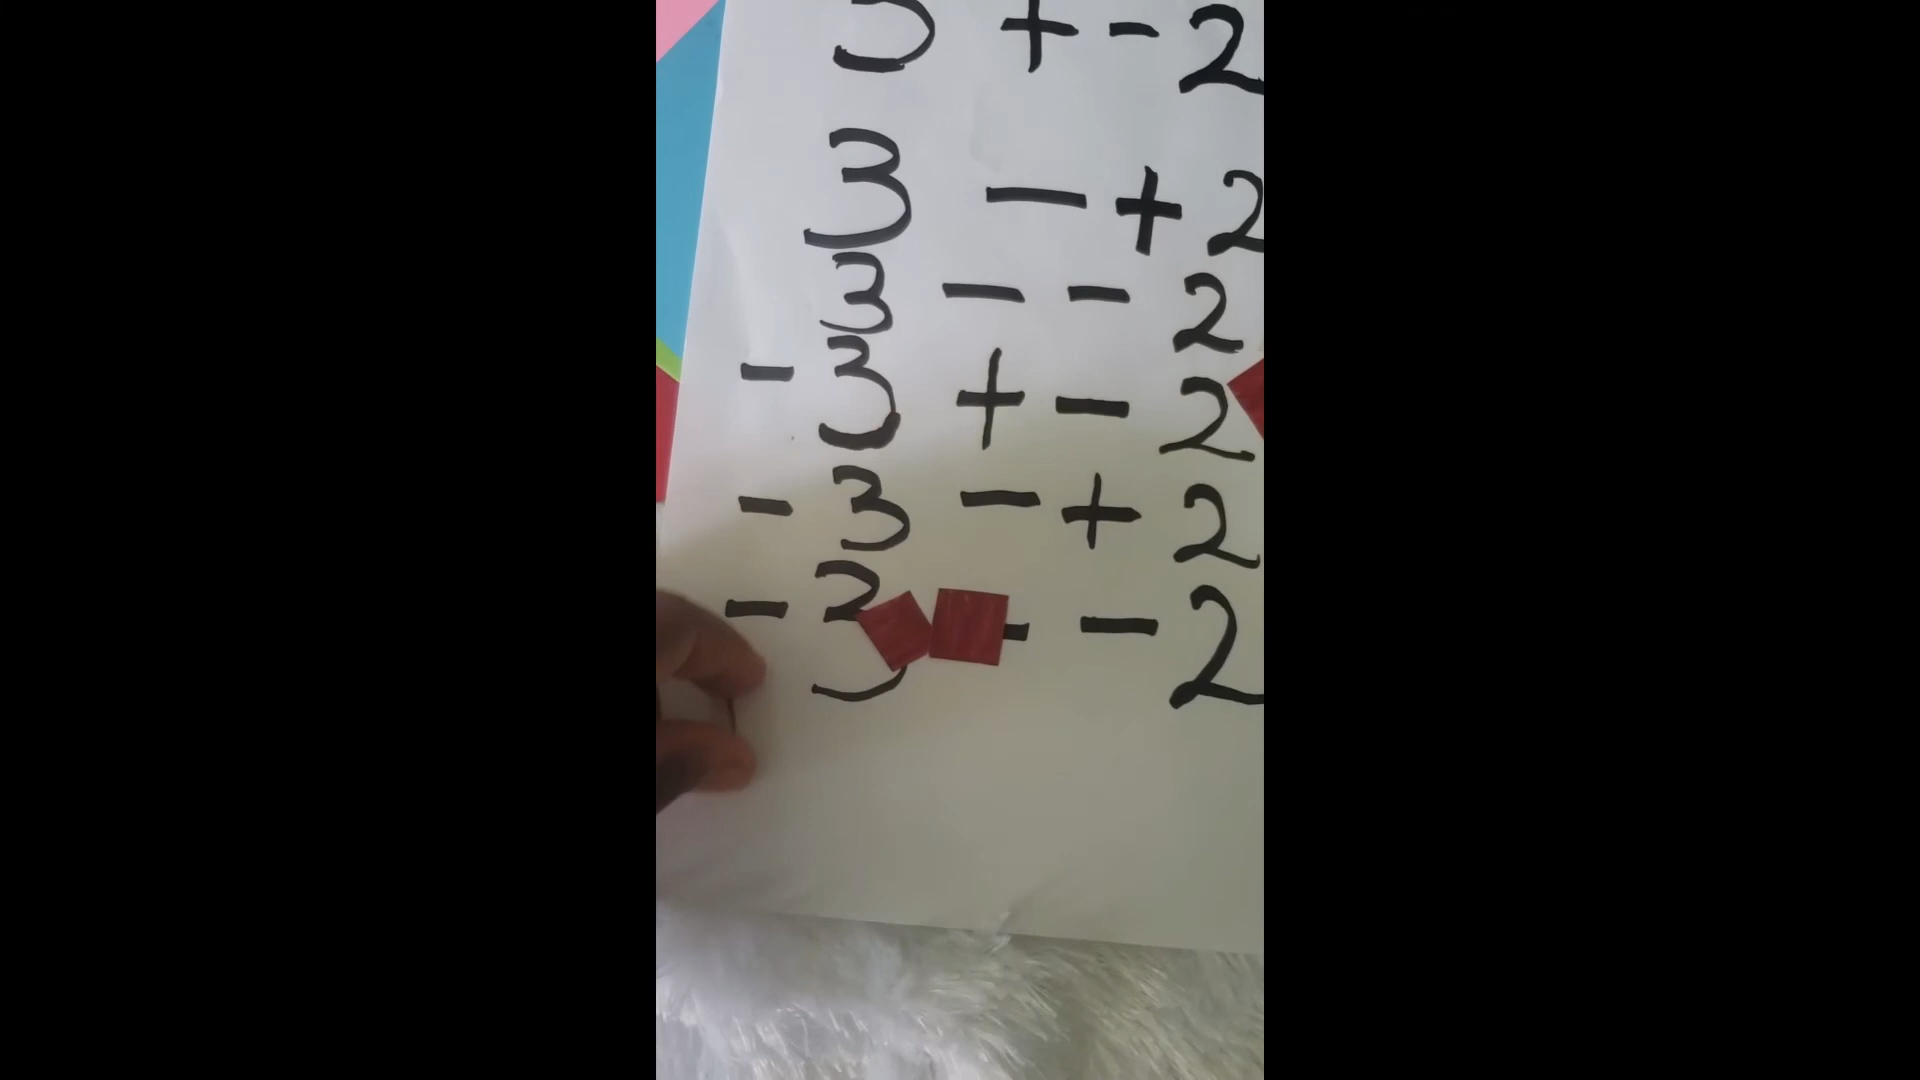 3 + - 2
3 - + 2
3 - - 2
- 3 + - 2
- 3 - + 2
- 3 - - 2